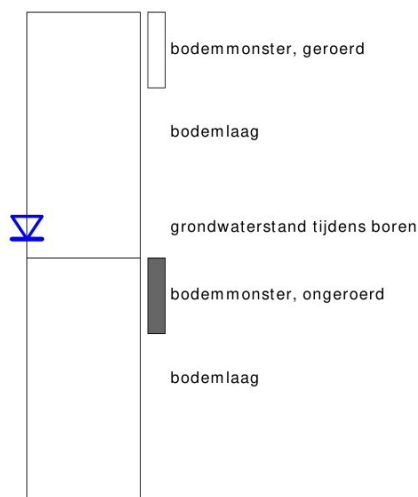 bodemmonster, geroerd
bodemlaag
grondwaterstand tijdens boren
bodemmonster, ongeroerd
bodemlaag